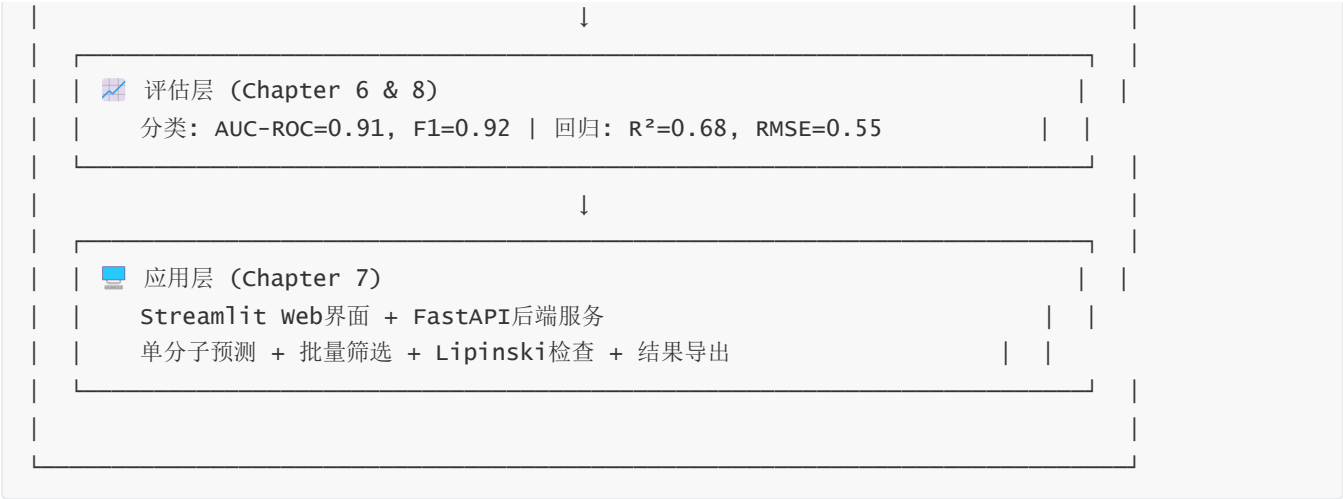 ↓
📈 评估层 (Chapter 6 & 8)
分类: AUC-ROC=0.91, F1=0.92 | 回归: R²=0.68, RMSE=0.55
↓
🖥️ 应用层 (Chapter 7)
Streamlit Web界面 + FastAPI后端服务
单分子预测 + 批量筛选 + Lipinski检查 + 结果导出